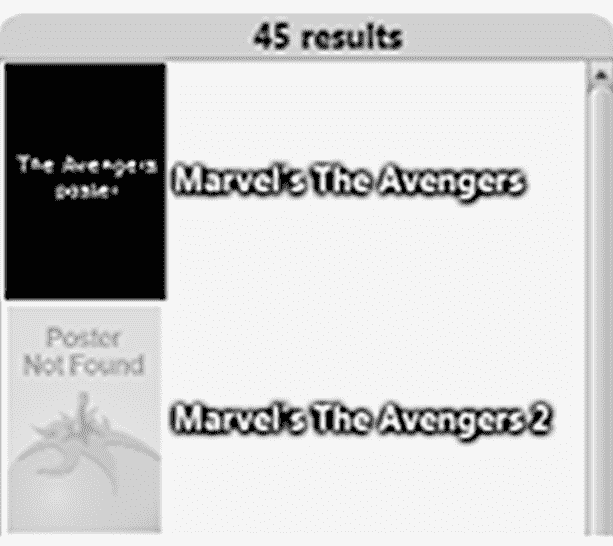 45 results
The Avengers
poster
Marvel's The Avengers
Poster
Not Found
Marvel's The Avengers 2